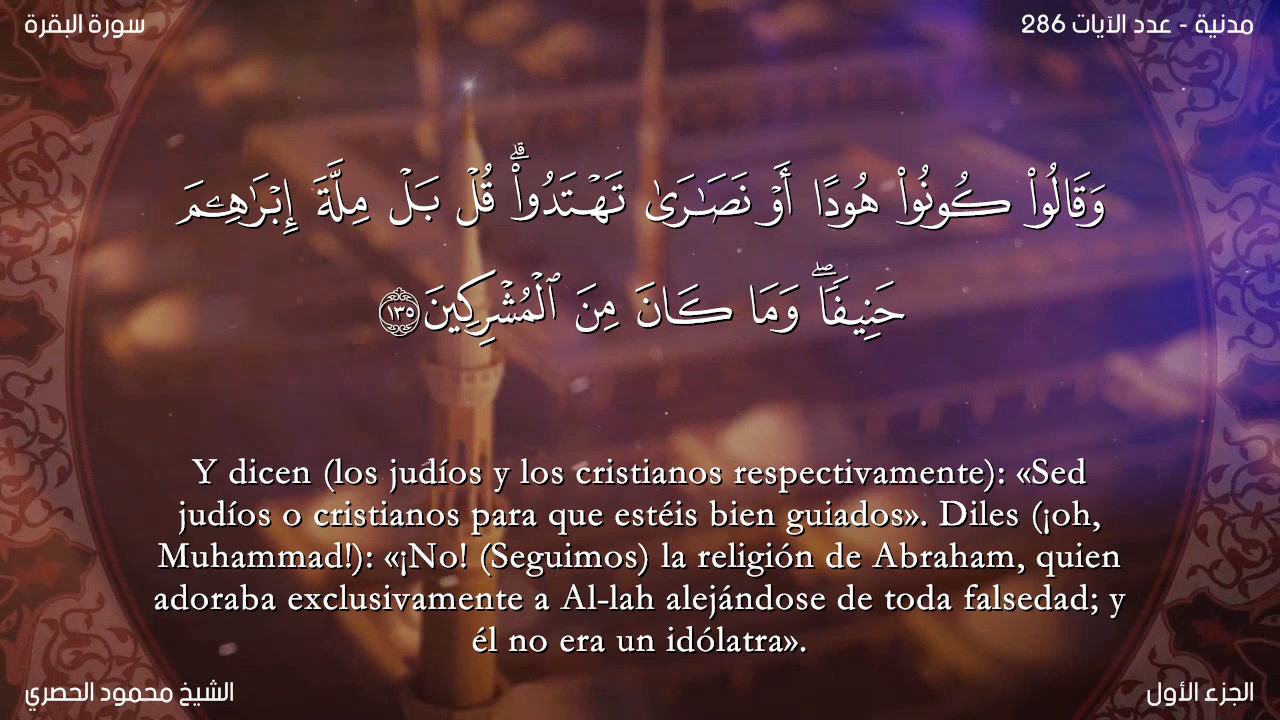 سورة البقرة
مدنية - عدد الآيات 286
وَقَالُوا۟ كُونُوا۟ هُودًا أَوْ نَصَـٰرَىٰ تَهْتَدُوا۟ ۗ قُلْ بَلْ مِلَّةَ إِبْرَٰهِـۧمَ
حَنِيفًا ۖ وَمَا كَانَ مِنَ ٱلْمُشْرِكِينَ ١٣٥
Y dicen (los judíos y los cristianos respectivamente): «Sed
judíos o cristianos para que estéis bien guiados». Diles (¡oh,
Muhammad!): «¡No! (Seguimos) la religión de Abraham, quien
adoraba exclusivamente a Al-lah alejándose de toda falsedad; y
él no era un idólatra».
الشيخ محمود الحصري
الجزء الأول